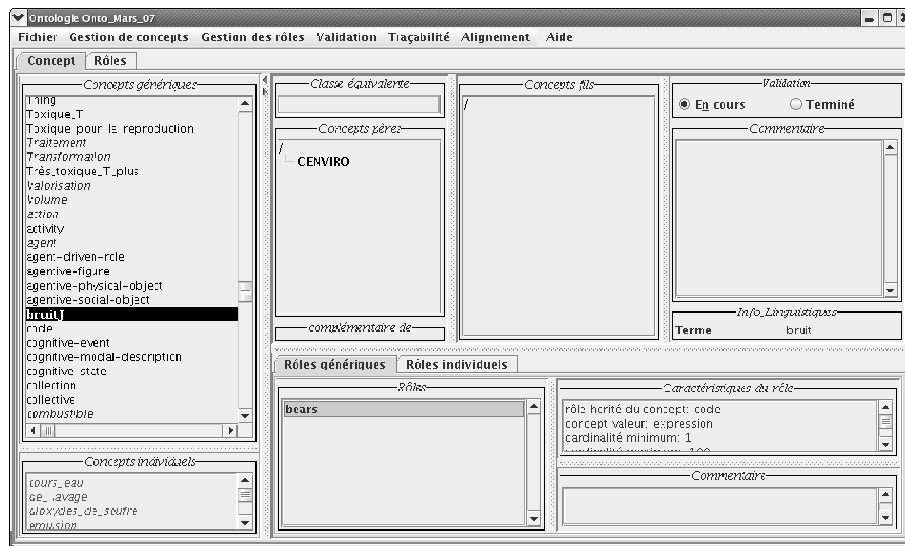 Ontologie Onto_Mars_07
Fichier Gestion de concepts Gestion des rôles Validation Traçabilité Alignement Aide
Concept Rôles
Concepts génériques
Thing
Toxique_T
Toxique pour la reproduction
Traitement
Transformation
Très_toxique_T_plus
Valorisation
Volume
action
activity
agent
agent-driven-role
agentive-figure
agentive-physical-object
agentive-social-object
bruitJ
code
cognitive-event
cognitive-modal-description
cognitive-state
collection
collective
combustible
Concepts individuels
cours_eau
dioxydes_de_soufre
emulsion
Classe équivalente
Concepts pères
/
CENVIRO
complémentaire de
Concepts fils
/
Validation
En cours Terminé
Commentaire
Info_Linguistiques
Terme bruit
Rôles génériques Rôles individuels
Rôles
bears
Caractéristiques du rôle
rôle hérité du concept: code
concept valeur: expression
cardinalité minimum: 1
cardinalité maximum: 100
Commentaire